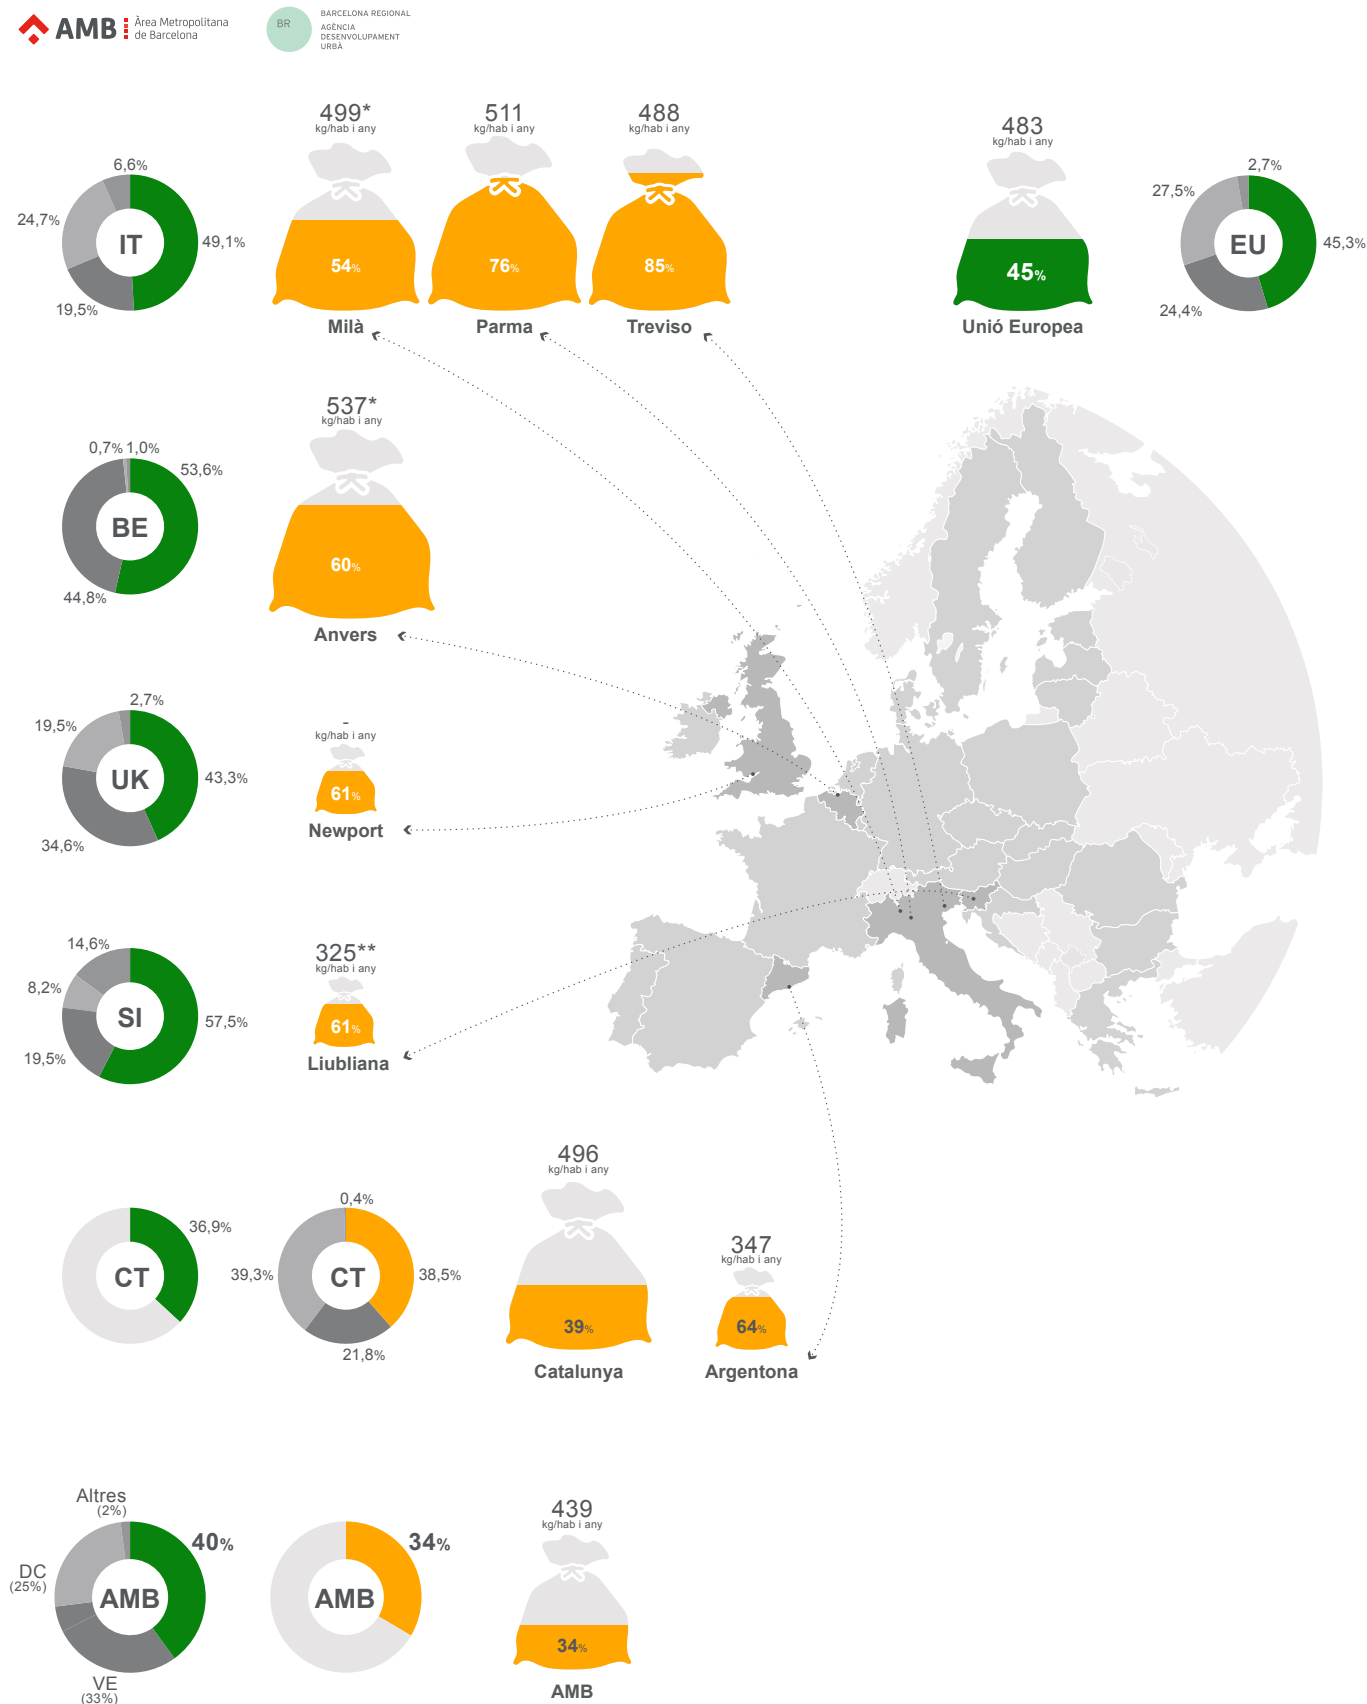 AMB Àrea Metropolitana
de Barcelona
BR
BARCELONA REGIONAL
AGÈNCIA
DESENVOLUPAMENT
URBÀ
499*
kg/hab i any
511
kg/hab i any
488
kg/hab i any
483
kg/hab i any
6,6%
24,7%
IT
49,1%
19,5%
54%
76%
85%
45%
2,7%
27,5%
EU
45,3%
24,4%
Milà
Parma
Treviso
Unió Europea
537*
kg/hab i any
0,7% 1,0%
53,6%
BE
44,8%
60%
Anvers
2,7%
19,5%
UK
43,3%
34,6%
-
kg/hab i any
61%
Newport
14,6%
8,2%
SI
57,5%
19,5%
325**
kg/hab i any
61%
Liubliana
36,9%
CT
0,4%
39,3%
CT
38,5%
21,8%
496
kg/hab i any
39%
Catalunya
347
kg/hab i any
64%
Argentona
Altres
(2%)
40%
DC
(25%)
AMB
VE
(33%)
34%
AMB
439
kg/hab i any
34%
AMB